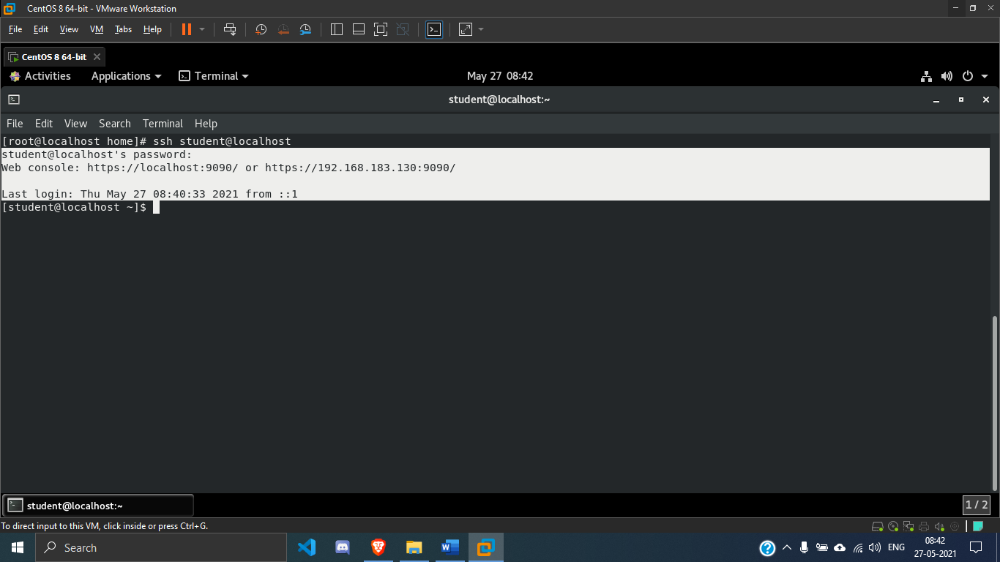 CentOS 8 64-bit - VMware Workstation
File Edit View VM Tabs Help
CentOS 8 64-bit
Activities Applications Terminal May 27 08:42
student@localhost:~
File Edit View Search Terminal Help
[root@localhost home]# ssh student@localhost
student@localhost's password:
Web console: https://localhost:9090/ or https://192.168.183.130:9090/
Last login: Thu May 27 08:40:33 2021 from ::1
[student@localhost ~]$
student@localhost:~ 1 / 2
To direct input to this VM, click inside or press Ctrl+G.
Search ENG 08:42
27-05-2021